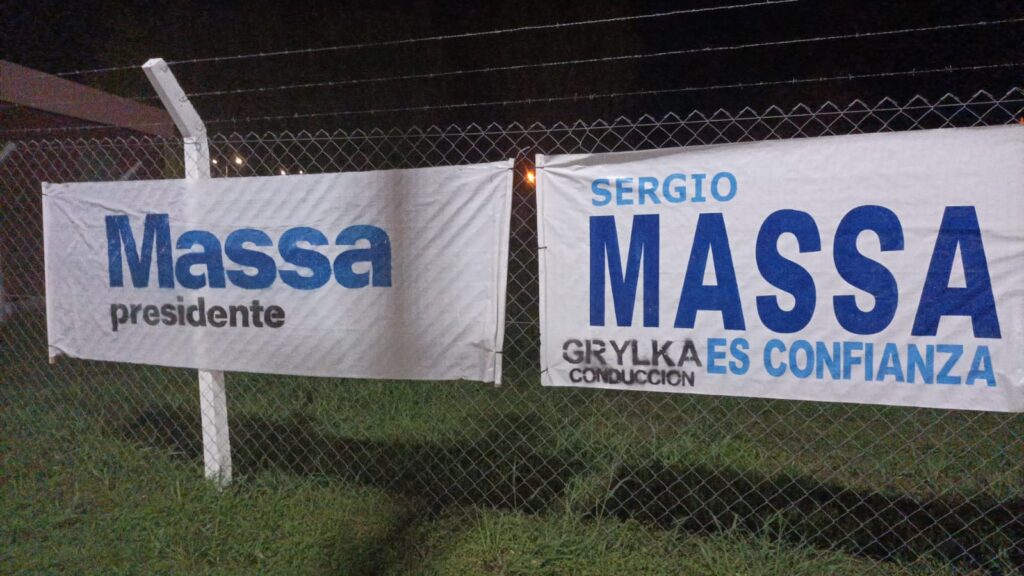 Massa
presidente
SERGIO
MASSA
GRYLKA
CONDUCCION
ES CONFIANZA